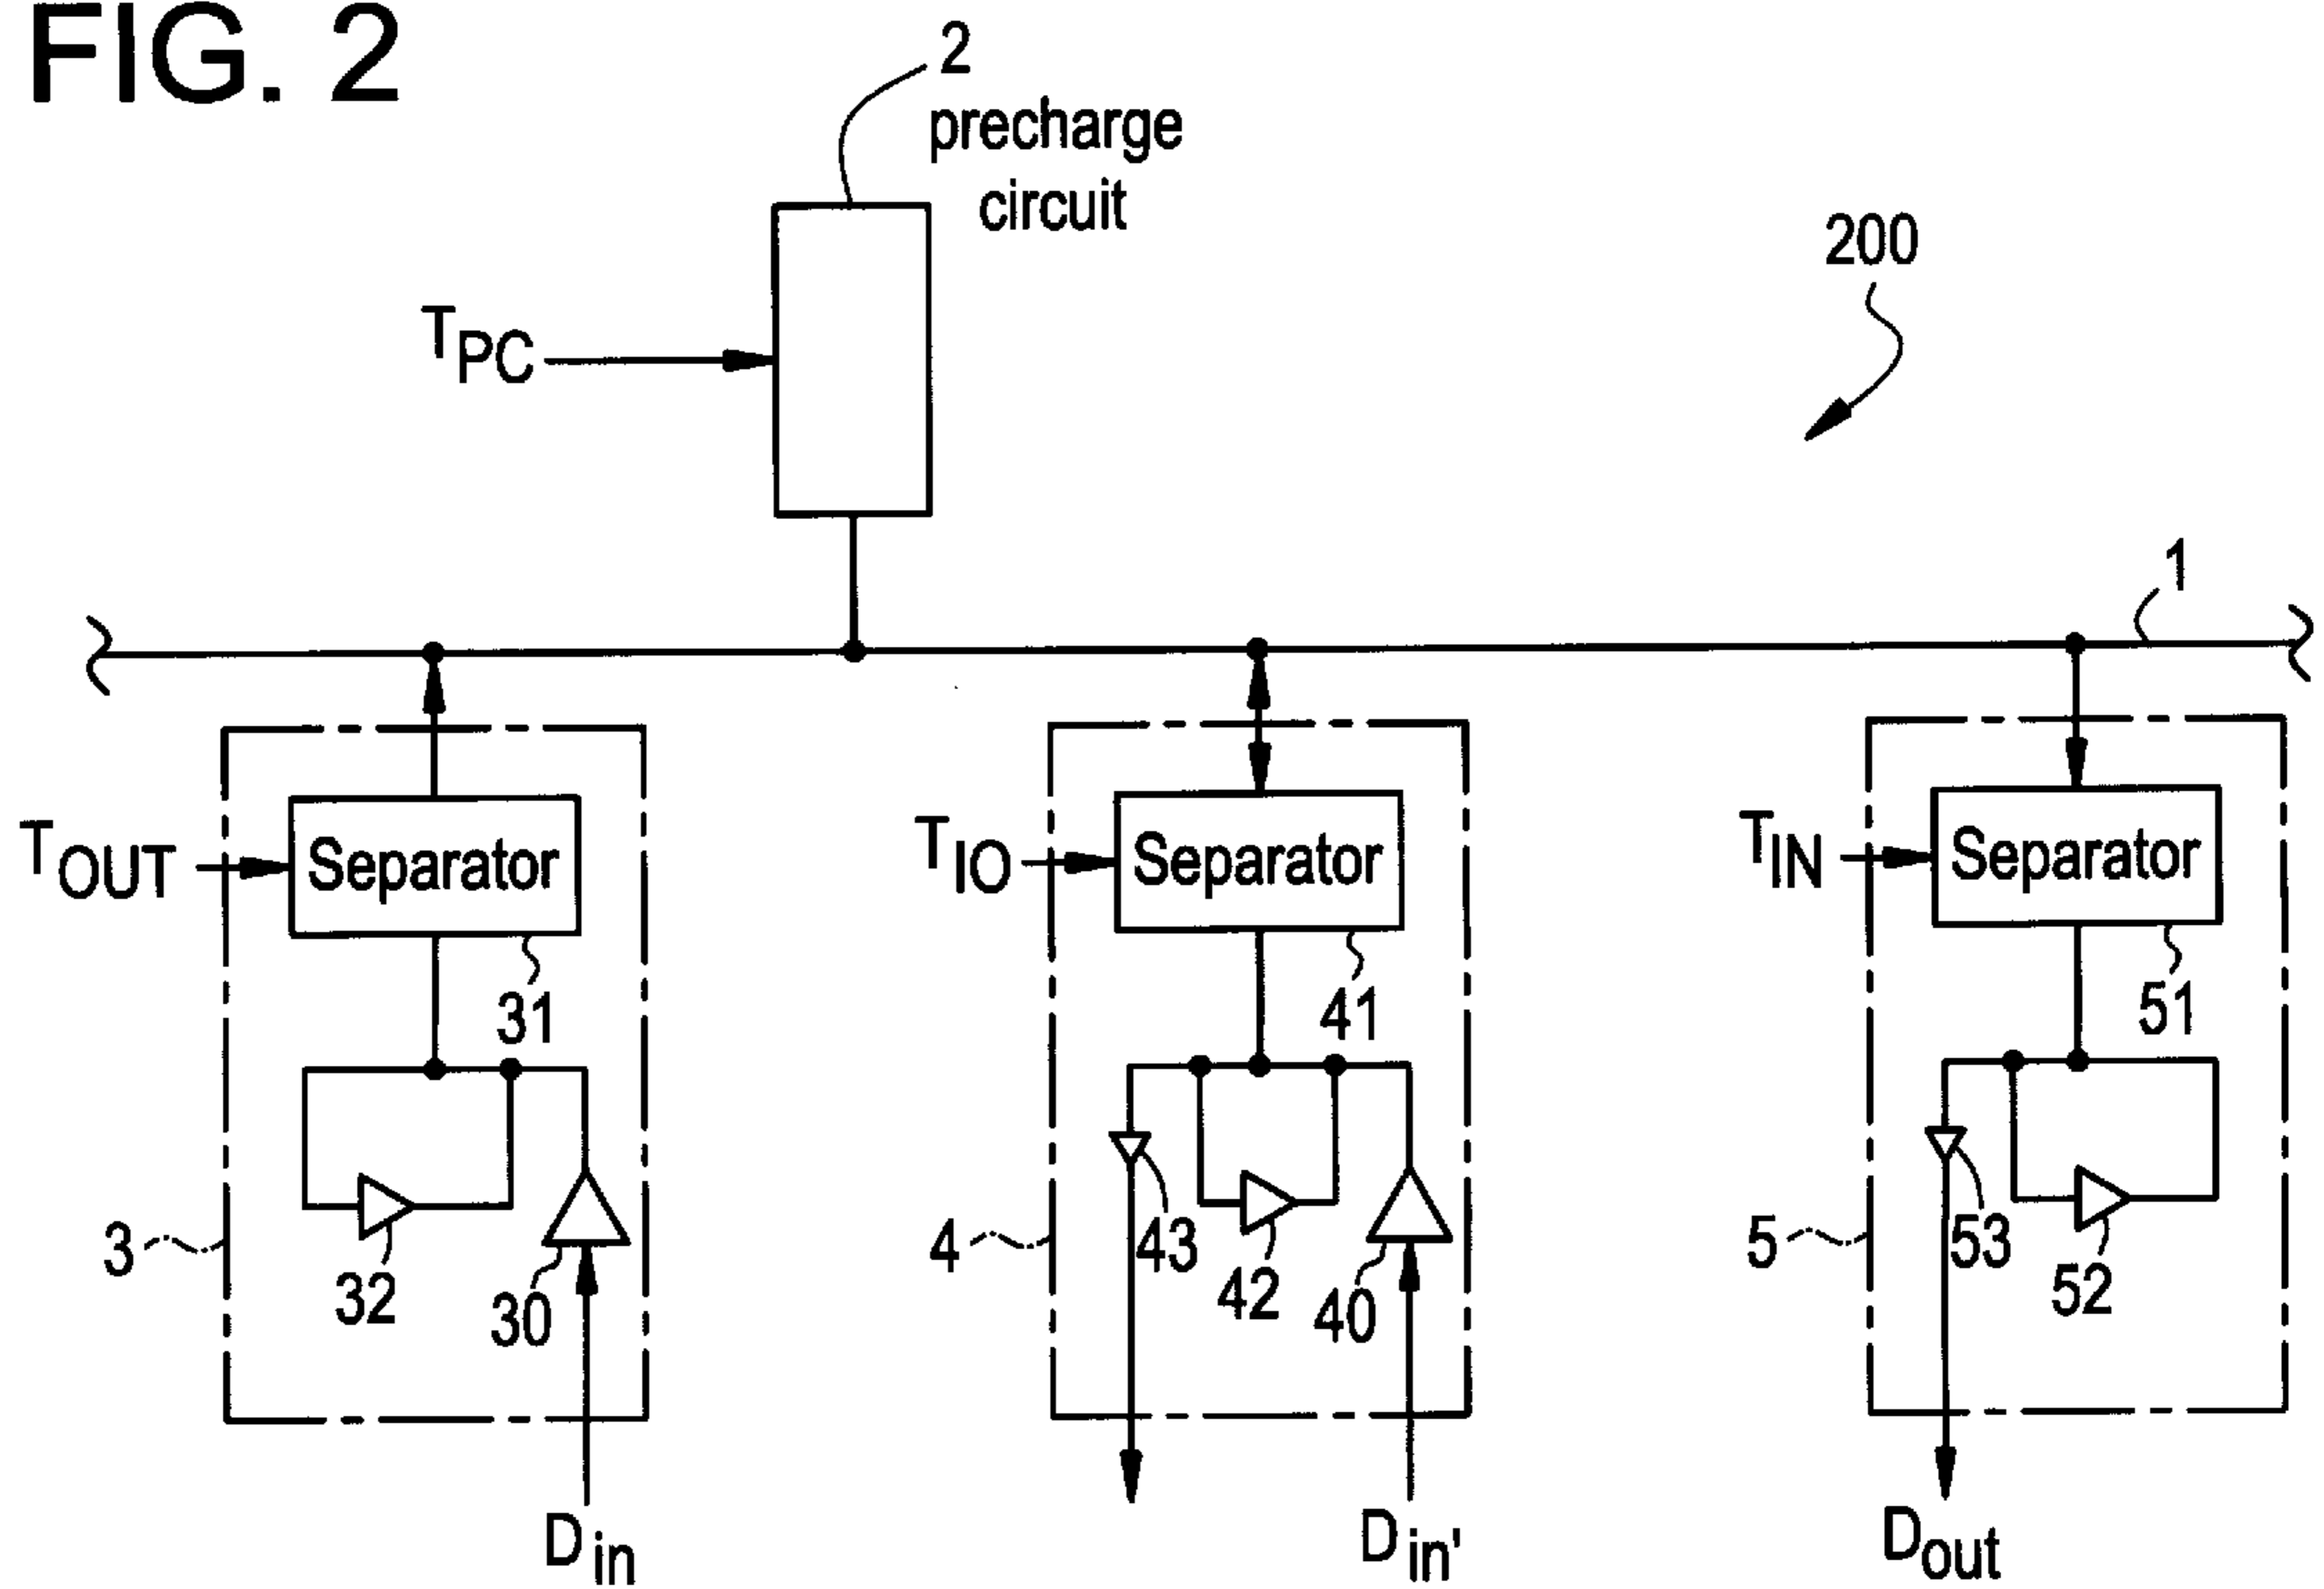 FIG. 2
2
precharge
circuit
200
TPC
1
TOUT
Separator
TIO
Separator
TIN
Separator
31
41
51
3
32
30
4
43
42
40
5
53
52
Din
Din'
Dout